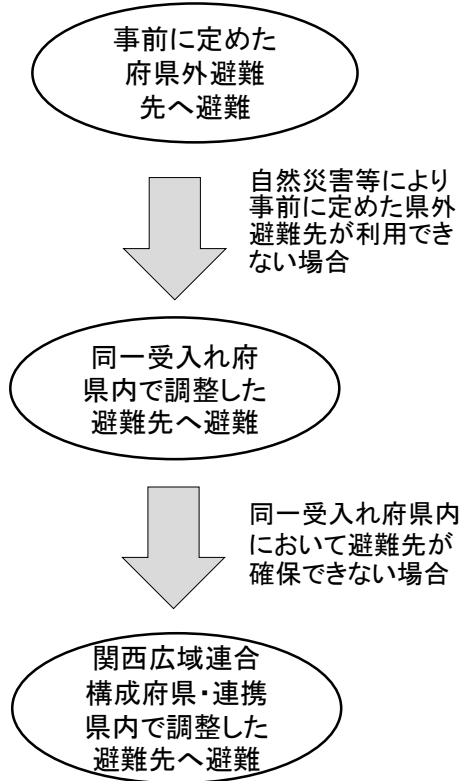 事前に定めた
府県外避難
先へ避難
自然災害等により
事前に定めた県外
避難先が利用でき
ない場合
同一受入れ府
県内で調整した
避難先へ避難
同一受入れ府県内
において避難先が
確保できない場合
関西広域連合
構成府県・連携
県内で調整した
避難先へ避難